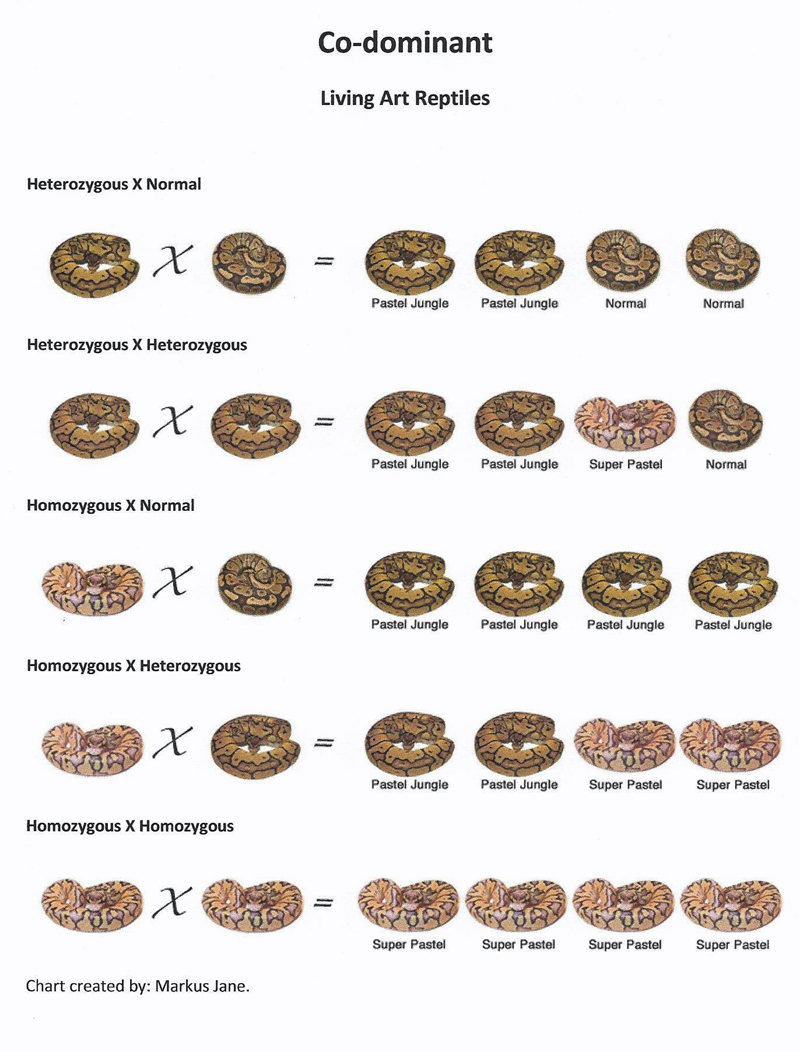 Co-dominant
Living Art Reptiles
Heterozygous X Normal
X =
Pastel Jungle Pastel Jungle Normal Normal
Heterozygous X Heterozygous
X =
Pastel Jungle Pastel Jungle Super Pastel Normal
Homozygous X Normal
X =
Pastel Jungle Pastel Jungle Pastel Jungle Pastel Jungle
Homozygous X Heterozygous
X =
Pastel Jungle Pastel Jungle Super Pastel Super Pastel
Homozygous X Homozygous
X =
Super Pastel Super Pastel Super Pastel Super Pastel
Chart created by: Markus Jane.